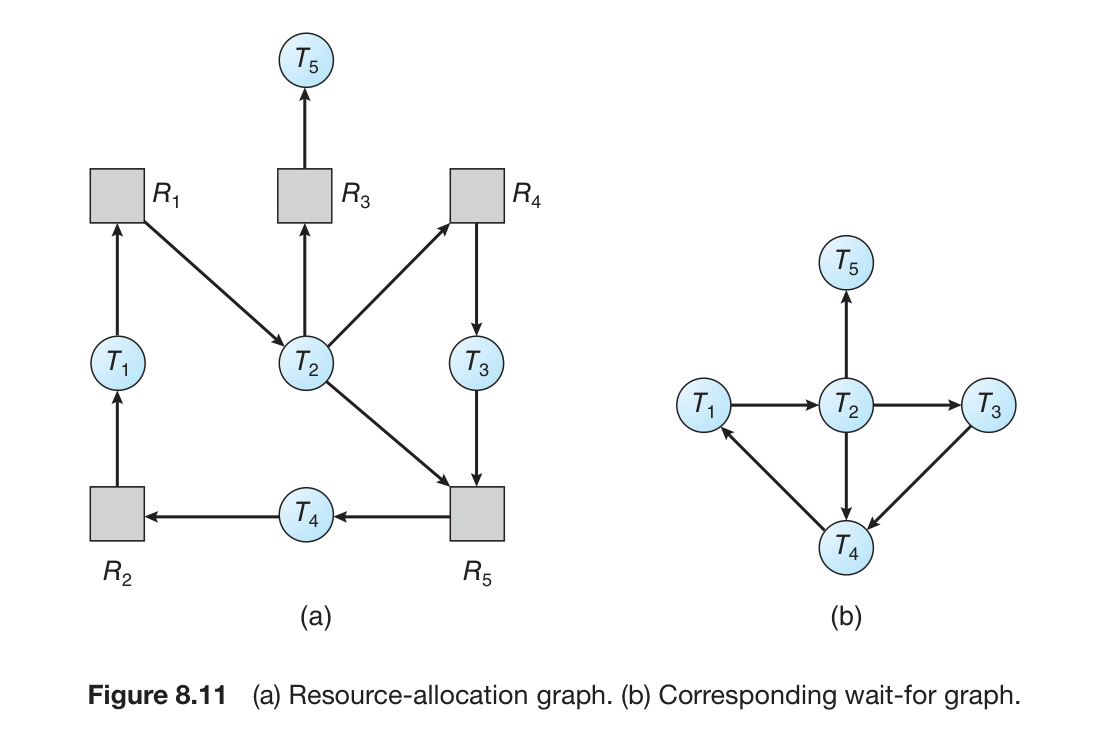 T5
R1
R3
R4
T1
T2
T3
T4
R2
R5
(a)
T5
T1
T2
T3
T4
(b)
Figure 8.11 (a) Resource-allocation graph. (b) Corresponding wait-for graph.